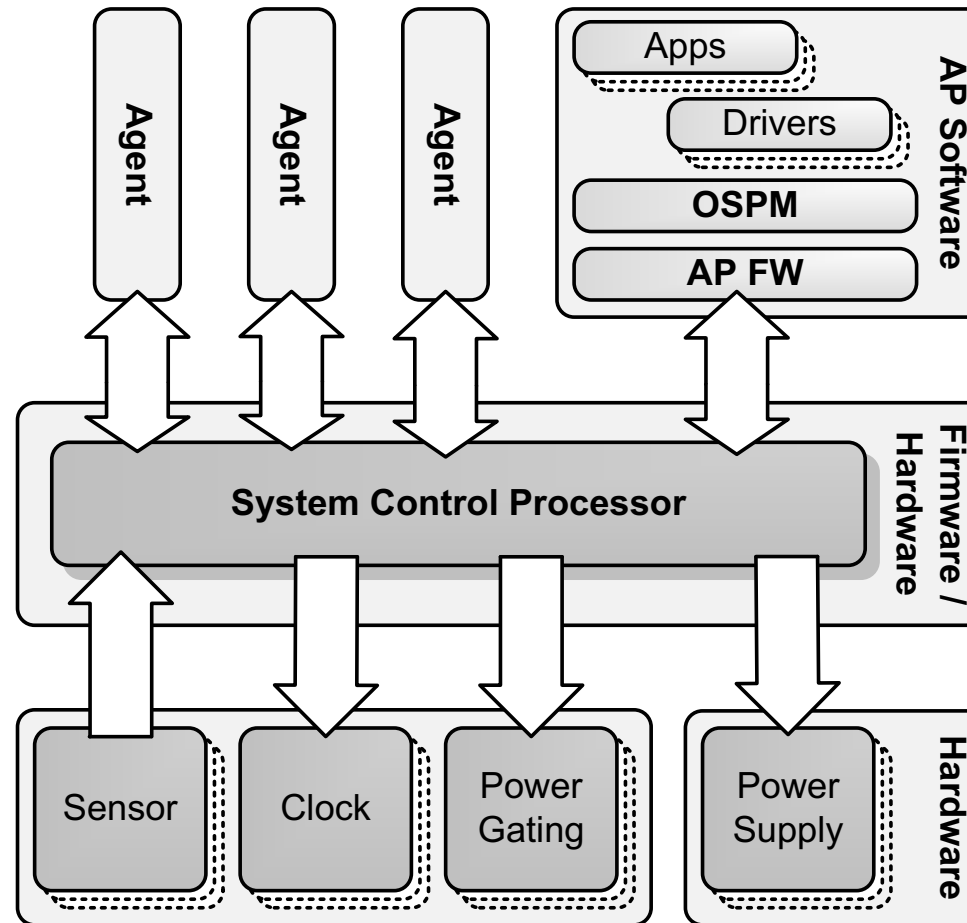 Agent
Agent
Agent
Apps
Drivers
OSPM
AP FW
AP Software
System Control Processor
Firmware /
Hardware
Sensor
Clock
Power
Gating
Power
Supply
Hardware